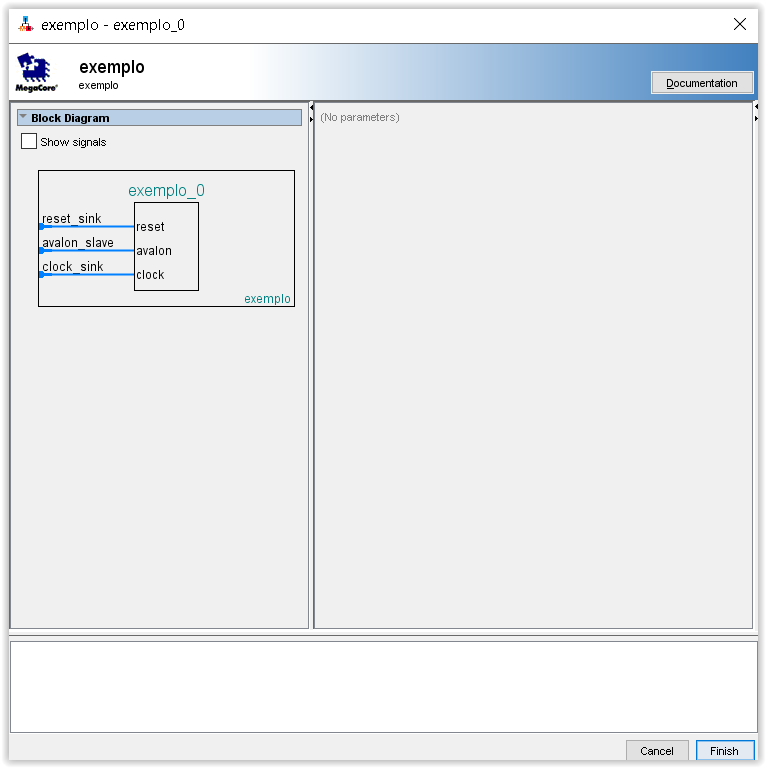 exemplo - exemplo_0
MegaCore®
exemplo
exemplo
Documentation
Block Diagram
Show signals
exemplo_0
reset_sink
reset
avalon_slave
avalon
clock_sink
clock
exemplo
(No parameters)
Cancel
Finish